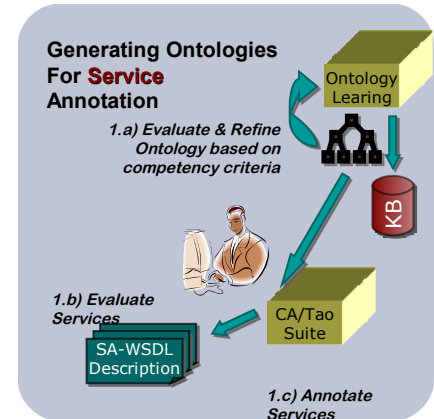 Generating Ontologies
For Service
Annotation
Ontology
Learing
1.a) Evaluate & Refine
Ontology based on
competency criteria
KB
1.b) Evaluate
Services
CA/Tao
Suite
SA-WSDL
Description
1.c) Annotate
Services